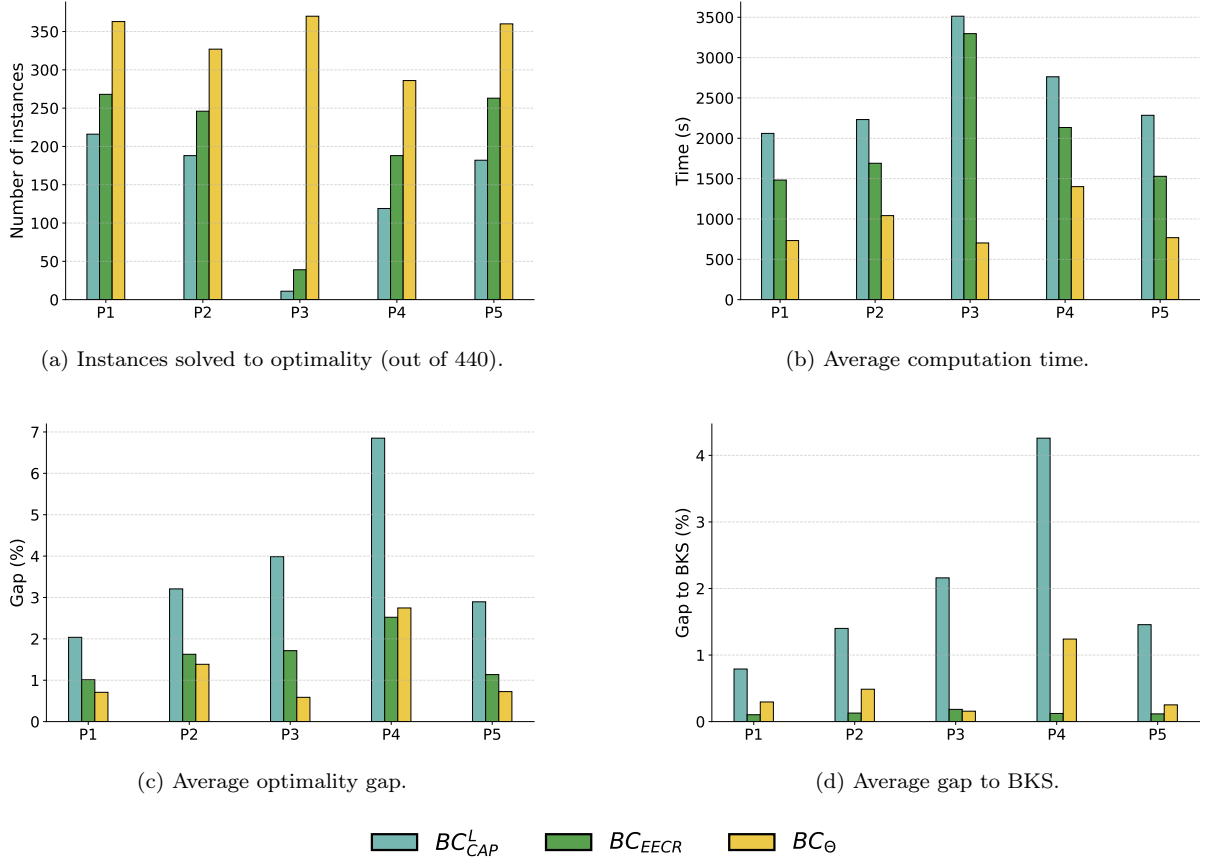 Number of instances
350
300
250
200
150
100
50
0
P1 P2 P3 P4 P5
(a) Instances solved to optimality (out of 440).
Time (s)
3500
3000
2500
2000
1500
1000
500
0
P1 P2 P3 P4 P5
(b) Average computation time.
Gap (%)
7
6
5
4
3
2
1
0
P1 P2 P3 P4 P5
(c) Average optimality gap.
Gap to BKS (%)
4
3
2
1
0
P1 P2 P3 P4 P5
(d) Average gap to BKS.
BC^L_CAP BC_EECR BC_Θ